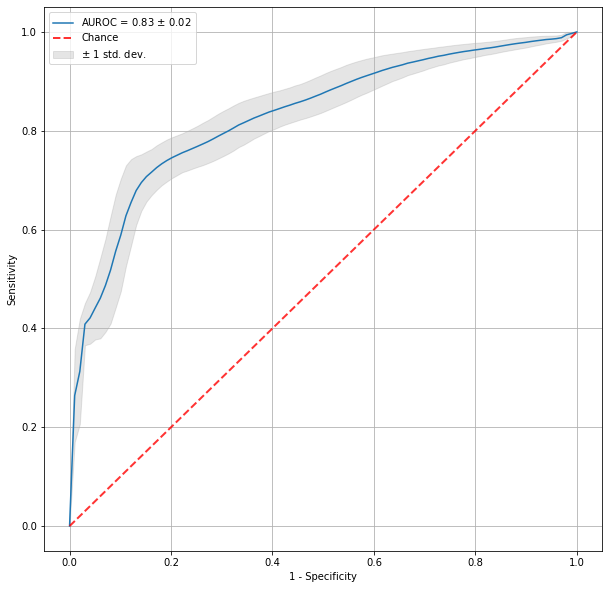 AUROC = 0.83 ± 0.02
Chance
± 1 std. dev.
1.0
0.8
0.6
0.4
0.2
0.0
Sensitivity
0.0 0.2 0.4 0.6 0.8 1.0
1 - Specificity